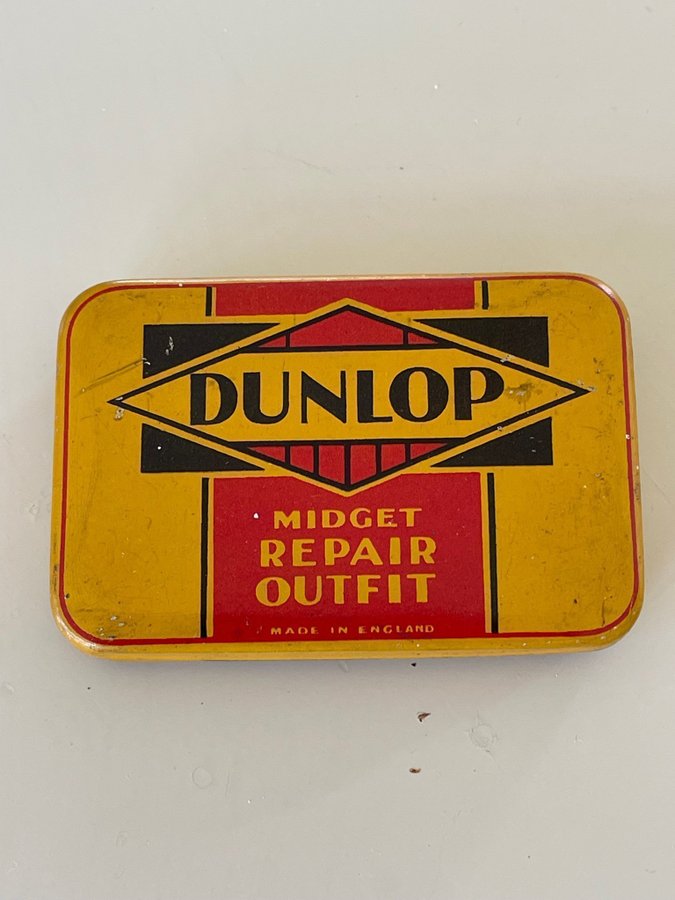 DUNLOP
MIDGET
REPAIR
OUTFIT
MADE IN ENGLAND